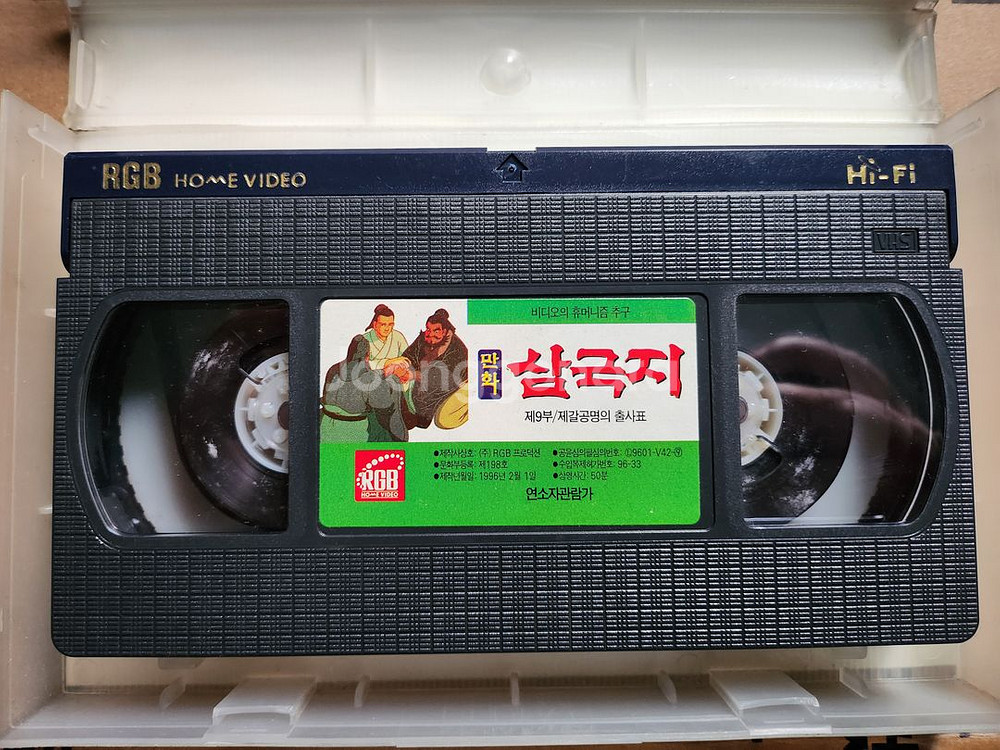 RGB HOME VIDEO
Hi-Fi
VHS
비디오의 휴머니즘 추구
만화 삼국지
제9부/제갈공명의 출사표
RGB
HOME VIDEO
●제작사상호: (주) RGB 프로덕션
●문화부등록: 제198호
●제작년월일: 1996년 2월 1일
●공윤심의필심의번호: 9601-V42
●수입복제허가번호: 96-33
●상영시간: 50분
연소자관람가